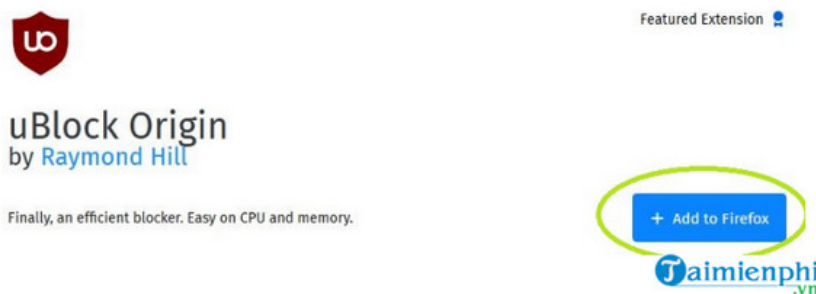 Featured Extension
uo
uBlock Origin
by Raymond Hill
Finally, an efficient blocker. Easy on CPU and memory.
+ Add to Firefox
Taimienphi
.vn